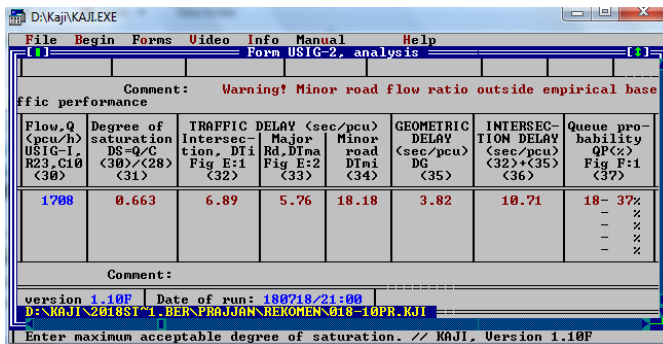 D:\Kaji\KAJI.EXE
File Begin Forms Video Info Manual Help
Form USIG-2, analysis
Comment: Warning! Minor road flow ratio outside empirical base
ffic performance
Flow,Q Degree of TRAFFIC DELAY (sec/pcu) GEOMETRIC INTERSEC- Queue pro-
(pcu/h) saturation Intersec- Major Minor DELAY TION DELAY bability
USIG-I, DS=Q/C tion, DTi Rd,DTma road (sec/pcu) (sec/pcu) QP(%)
R23,C10 (30)/(28) Fig E:1 Fig E:2 DTmi DG (32)+(35) Fig F:1
(30) (31) (32) (33) (34) (35) (36) (37)
1708 0.663 6.89 5.76 18.18 3.82 10.71 18- 37%
- %
- %
- %
Comment:
version 1.10F Date of run: 180718/21:00
D:\KAJI\2018ST~1.BER\PRAJJAN\REKOMEN\018-10PR.KJI
Enter maximum acceptable degree of saturation. // KAJI, Version 1.10F